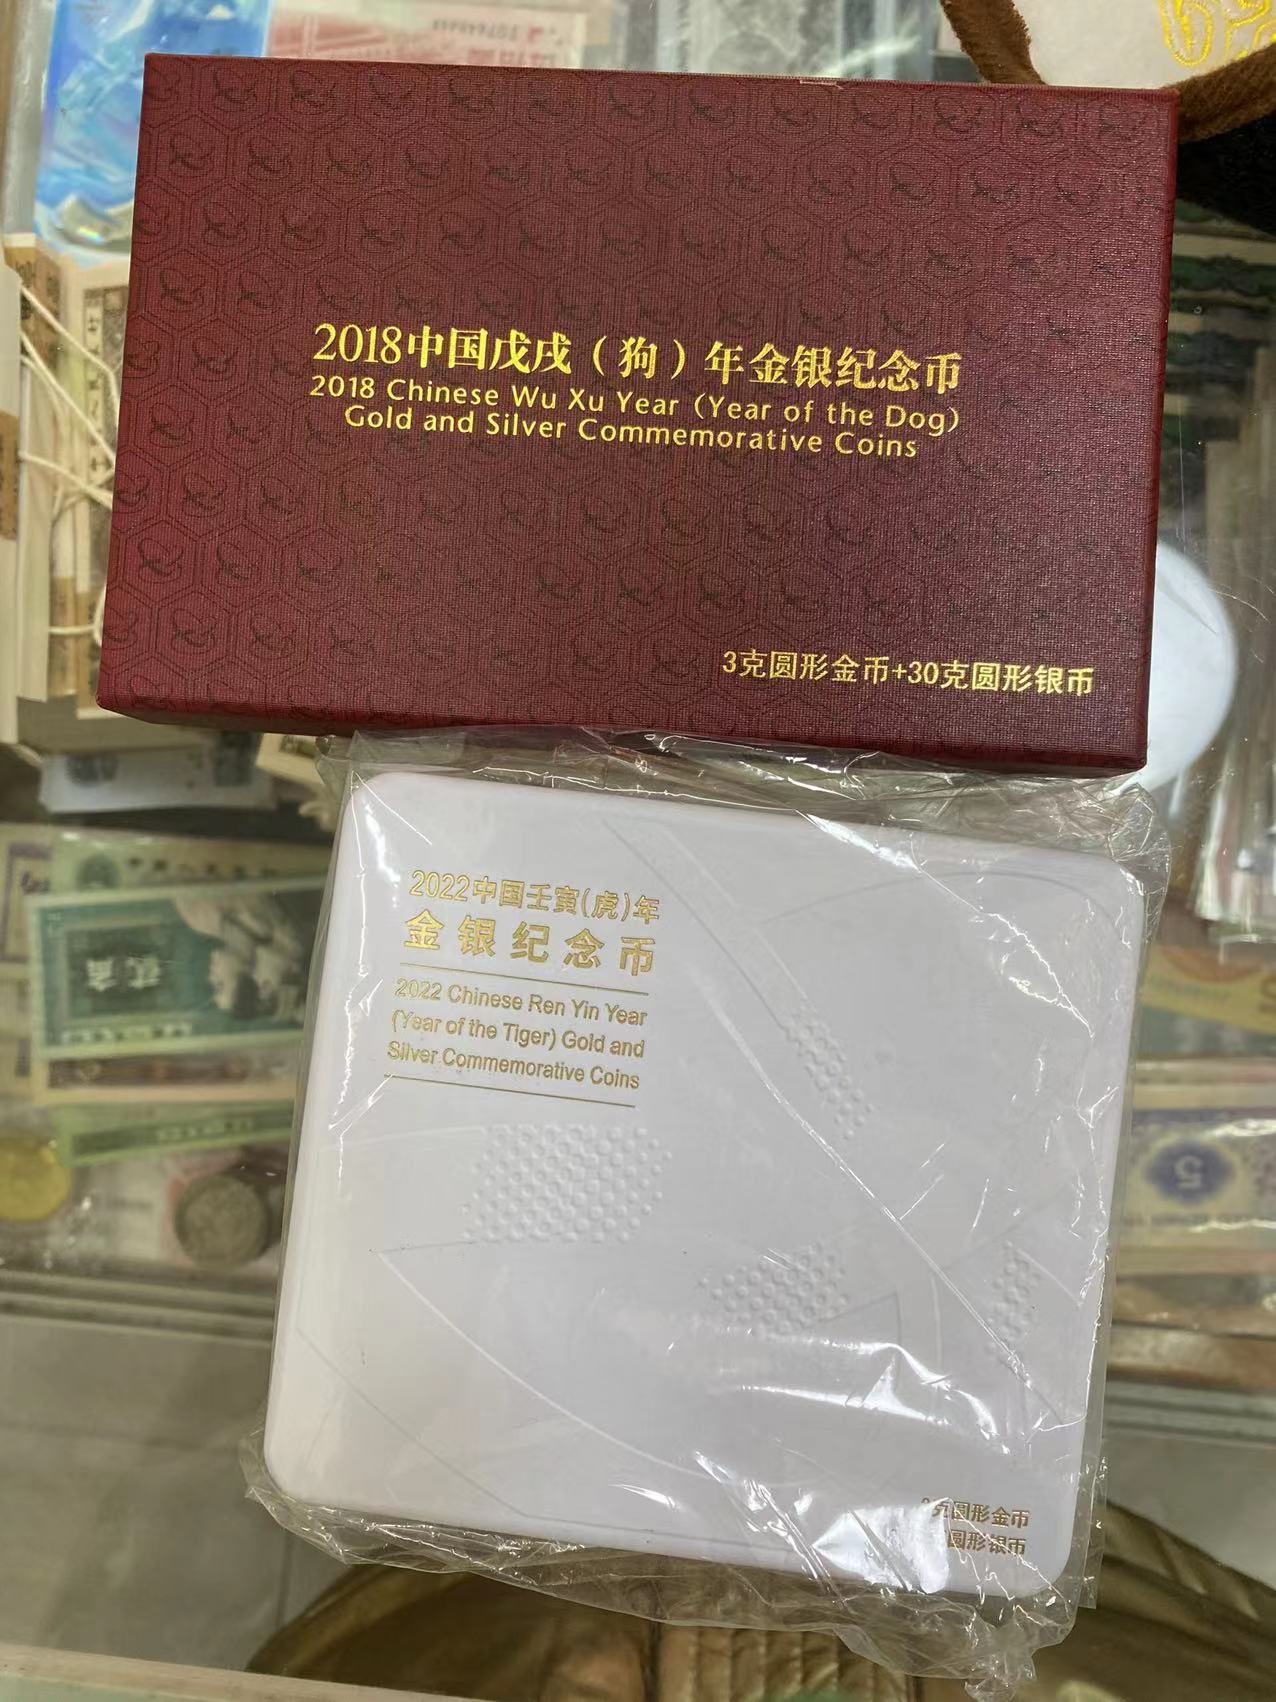 2018中国戊戌（狗）年金银纪念币
2018 Chinese Wu Xu Year (Year of the Dog)
Gold and Silver Commemorative Coins
3克圆形金币+30克圆形银币
2022中国壬寅(虎)年
金银纪念币
2022 Chinese Ren Yin Year
(Year of the Tiger) Gold and
Silver Commemorative Coins
克圆形金币
圆形银币
贰角
5